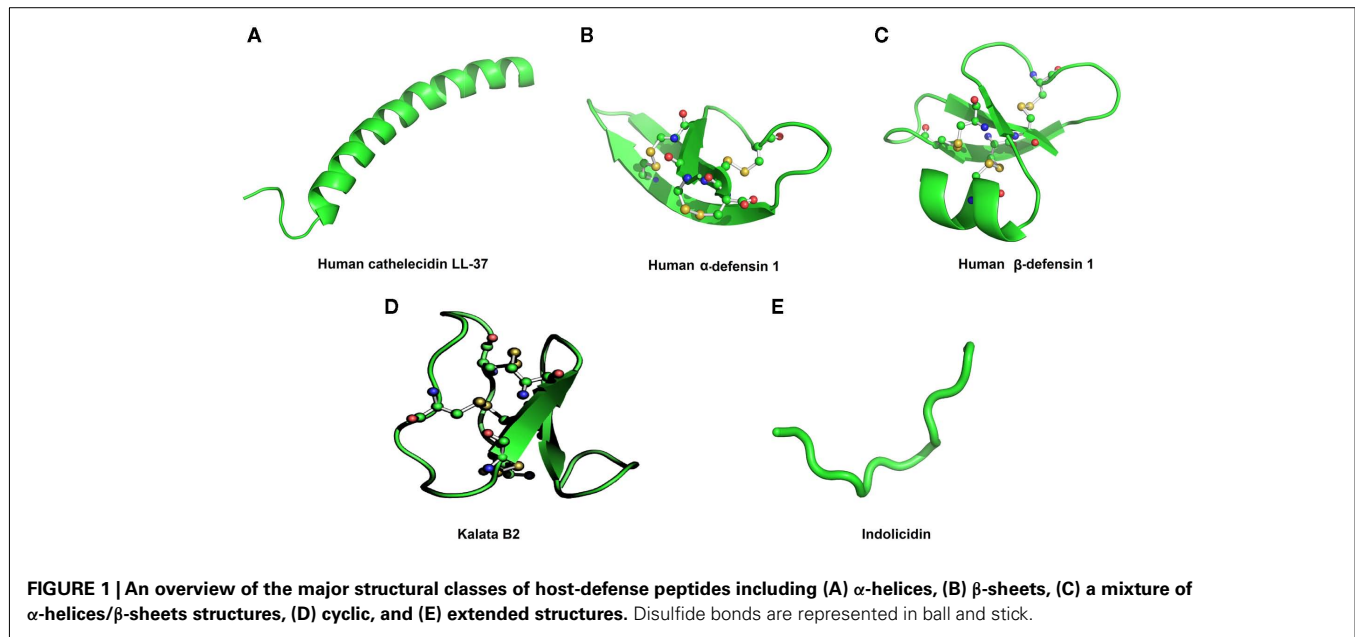 A
B
C
Human cathelecidin LL-37
Human α-defensin 1
Human β-defensin 1
D
E
Kalata B2
Indolicidin
FIGURE 1 | An overview of the major structural classes of host-defense peptides including (A) α-helices, (B) β-sheets, (C) a mixture of
α-helices/β-sheets structures, (D) cyclic, and (E) extended structures. Disulfide bonds are represented in ball and stick.